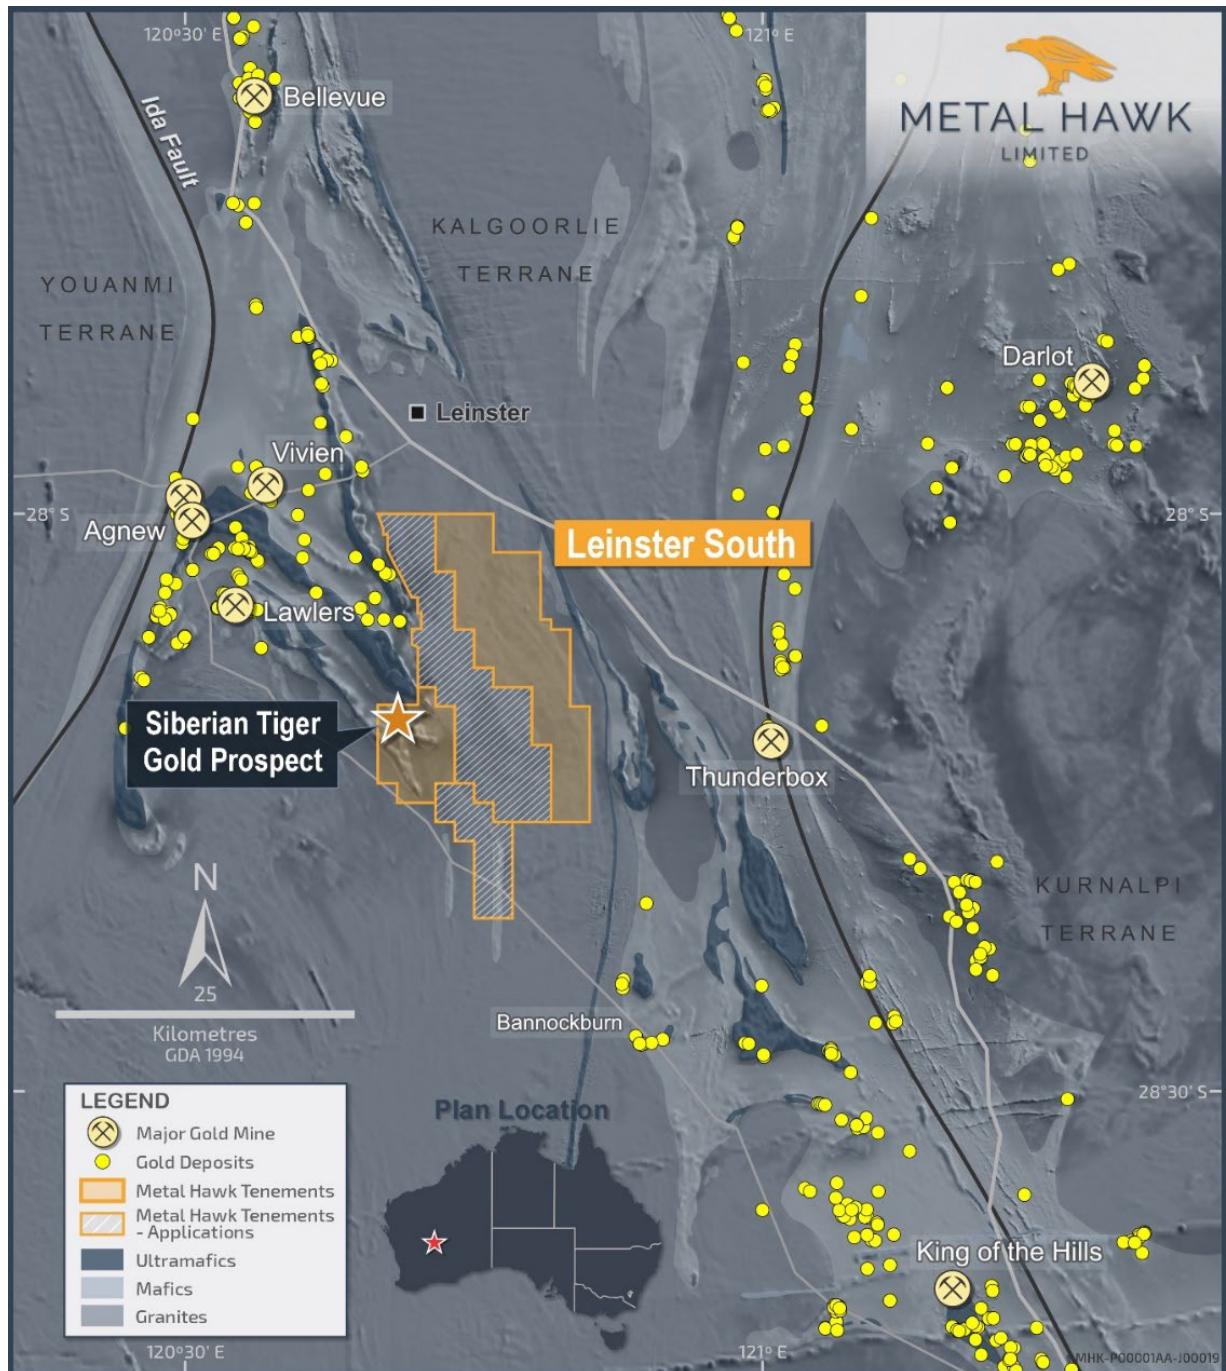 120°30' E
121° E
METAL HAWK
LIMITED
Bellevue
Ida Fault
KALGOORLIE
TERRANE
YOUANMI
TERRANE
Darlot
Leinster
Vivien
28° S
28° S
Agnew
Leinster South
Lawlers
Siberian Tiger
Gold Prospect
Thunderbox
N
KURNALPI
TERRANE
25
Kilometres
GDA 1994
Bannockburn
28°30' S
LEGEND
Major Gold Mine
Gold Deposits
Metal Hawk Tenements
Metal Hawk Tenements
- Applications
Ultramafics
Mafics
Granites
Plan Location
King of the Hills
120°30' E
121° E
MHK-P00001AA-J00019